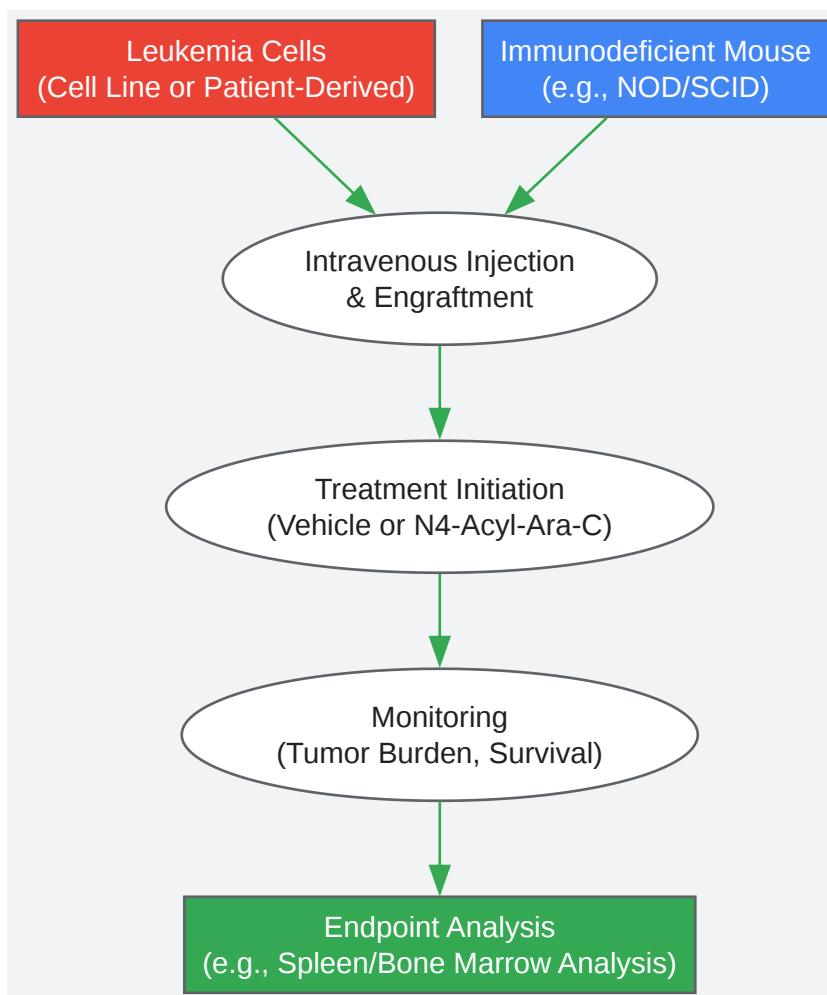 Leukemia Cells
(Cell Line or Patient-Derived)
Immunodeficient Mouse
(e.g., NOD/SCID)
Intravenous Injection
& Engraftment
Treatment Initiation
(Vehicle or N4-Acyl-Ara-C)
Monitoring
(Tumor Burden, Survival)
Endpoint Analysis
(e.g., Spleen/Bone Marrow Analysis)